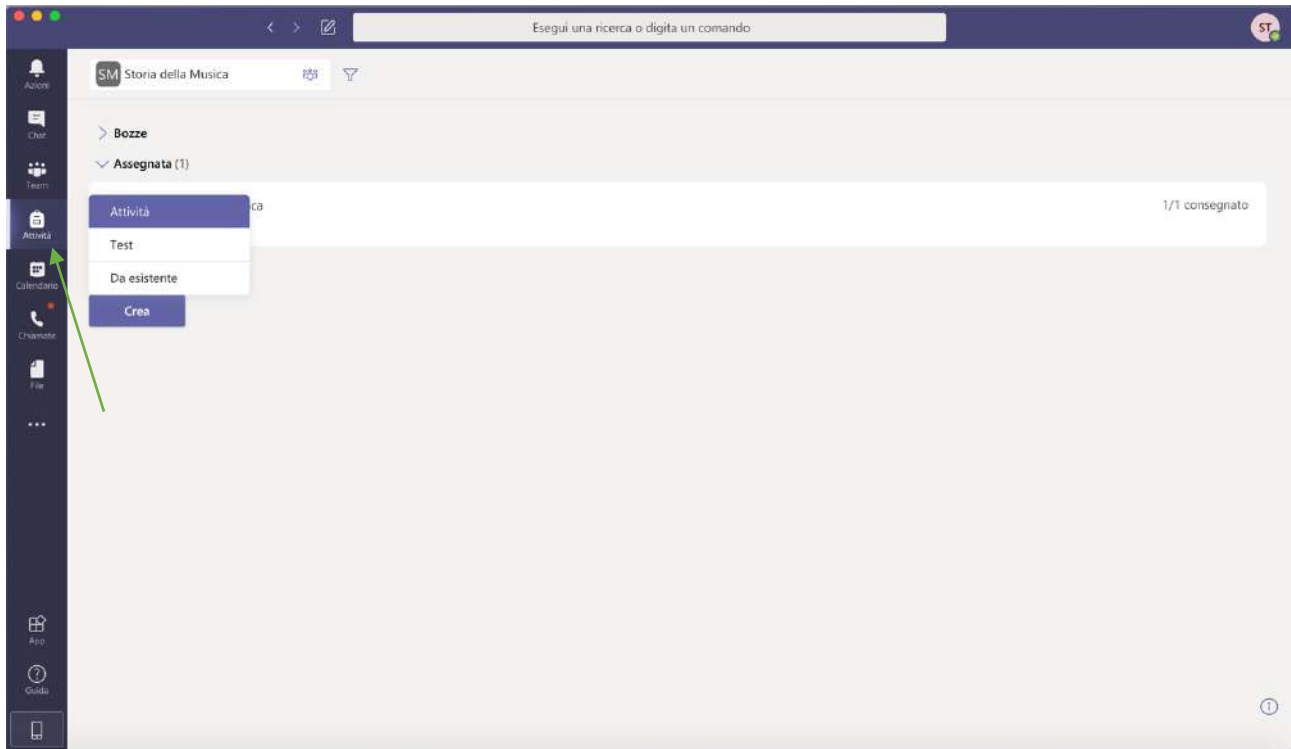 Esegui una ricerca o digita un comando
ST
Azioni
SM Storia della Musica
Chat
Bozze
Assegnata (1)
Team
ca
1/1 consegnato
Attività
Attività
Test
Da esistente
Calendario
Crea
Chiamate
File
App
Guida